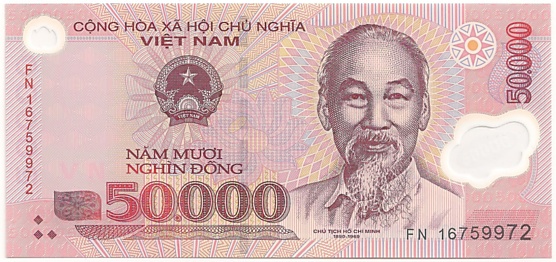 CỘNG HÒA XÃ HỘI CHỦ NGHĨA
VIỆT NAM
50000
FN 16759972
VIỆT NAM
NĂM MƯƠI
NGHÌN ĐỒNG
50.000
CHỦ TỊCH HỒ CHÍ MINH
1890-1969
FN 16759972